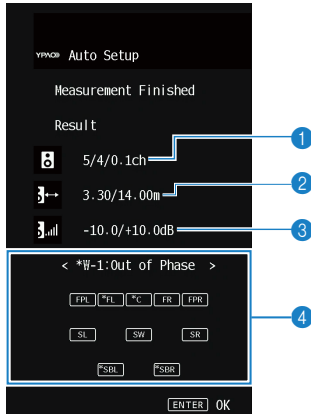 YPAO Auto Setup
Measurement Finished
Result
5/4/0.1ch 1
3.30/14.00m 2
-10.0/+10.0dB 3
< *W-1:Out of Phase >
FPL *FL *C FR FPR
4
SL SW SR
*SBL *SBR
ENTER OK